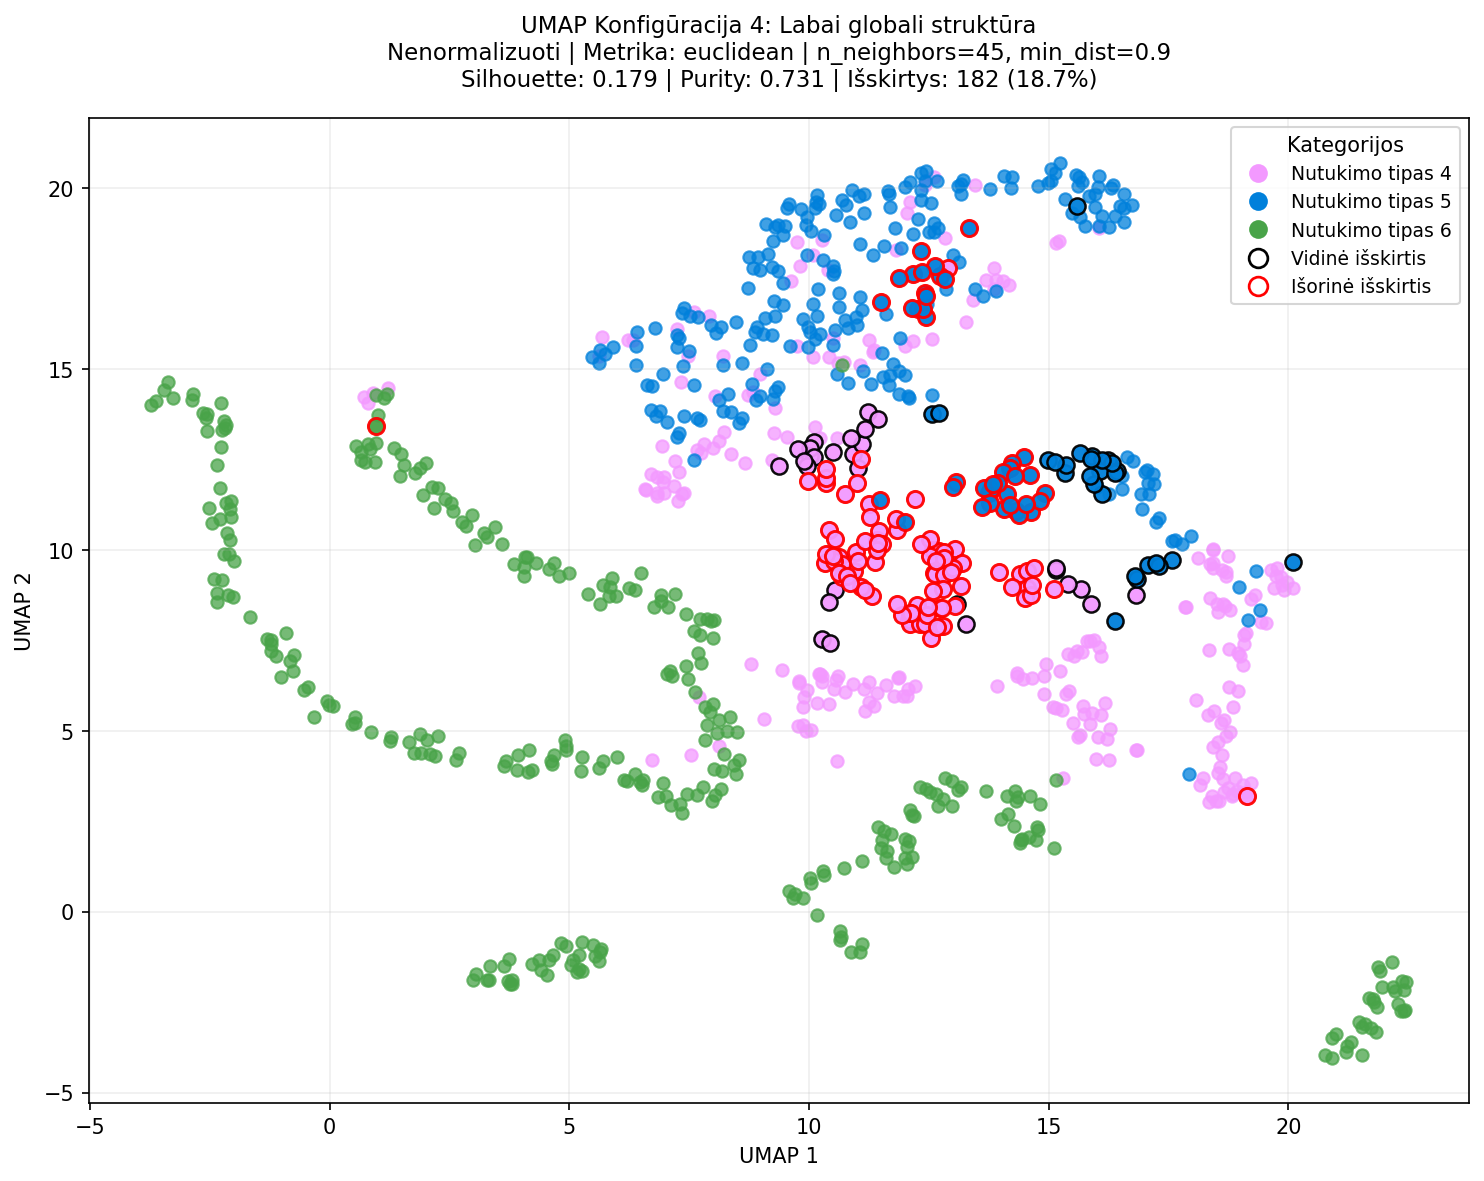 UMAP Konfigūracija 4: Labai globali struktūra
Nenormalizuoti | Metrika: euclidean | n_neighbors=45, min_dist=0.9
Silhouette: 0.179 | Purity: 0.731 | Išskirtys: 182 (18.7%)
Kategorijos
Nutukimo tipas 4
Nutukimo tipas 5
Nutukimo tipas 6
Vidinė išskirtis
Išorinė išskirtis
UMAP 2
20
15
10
5
0
−5
−5
0
5
10
15
20
UMAP 1